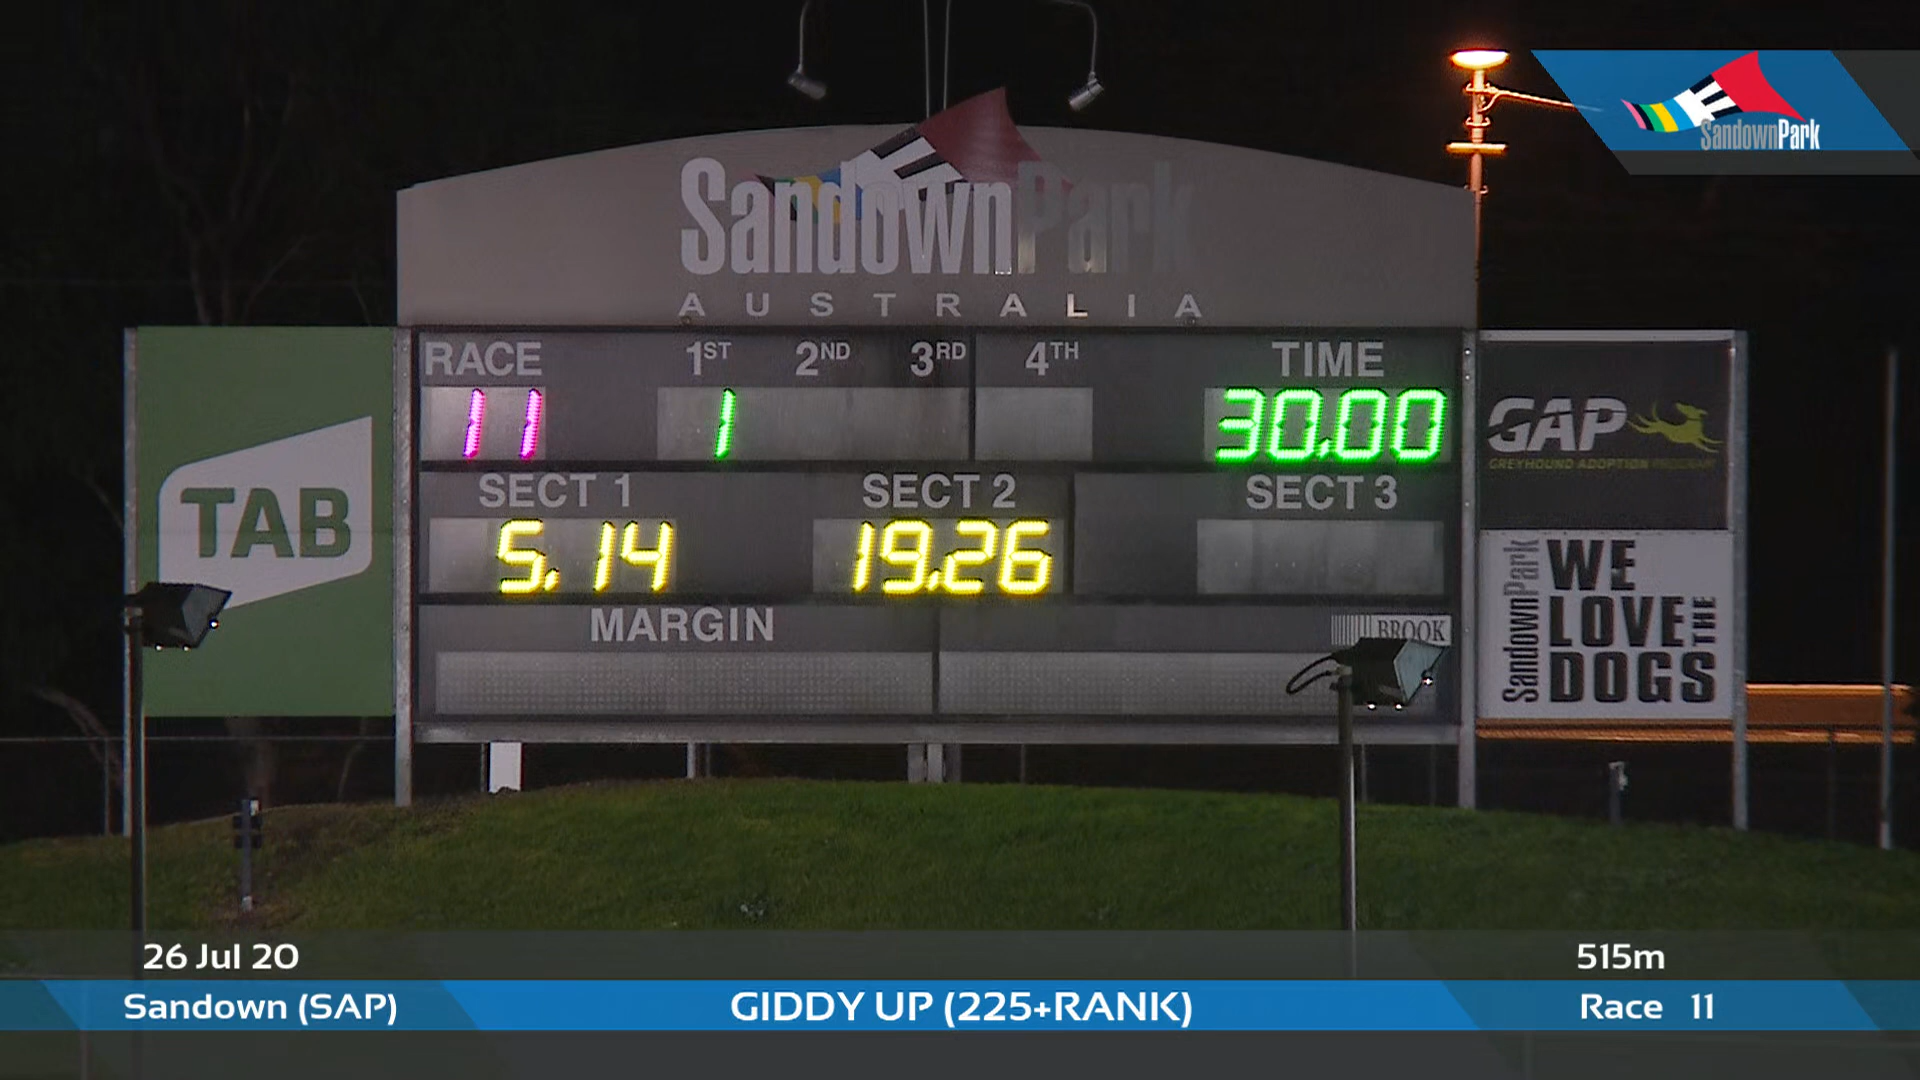 SandownPark
SandownPark
AUSTRALIA
RACE 1ST 2ND 3RD 4TH TIME
11 1 30.00
SECT 1 SECT 2 SECT 3
5.14 19.26
MARGIN
BROOK
TAB
GAP
GREYHOUND ADOPTION PROGRAM
SandownPark
WE
LOVE THE
DOGS
26 Jul 20
515m
Sandown (SAP)
GIDDY UP (225+RANK)
Race 11